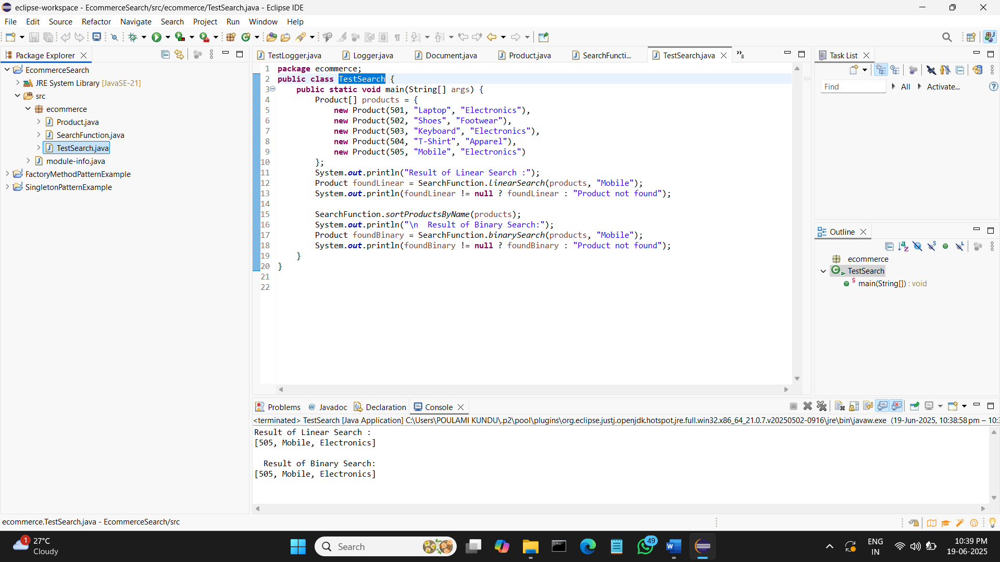 eclipse-workspace - EcommerceSearch/src/ecommerce/TestSearch.java - Eclipse IDE
File Edit Source Refactor Navigate Search Project Run Window Help
Package Explorer
EcommerceSearch
JRE System Library [JavaSE-21]
src
ecommerce
Product.java
SearchFunction.java
TestSearch.java
module-info.java
FactoryMethodPatternExample
SingletonPatternExample
TestLogger.java Logger.java Document.java Product.java SearchFuncti... TestSearch.java »8
1 package ecommerce;
2 public class TestSearch {
3 public static void main(String[] args) {
4 Product[] products = {
5 new Product(501, "Laptop", "Electronics"),
6 new Product(502, "Shoes", "Footwear"),
7 new Product(503, "Keyboard", "Electronics"),
8 new Product(504, "T-Shirt", "Apparel"),
9 new Product(505, "Mobile", "Electronics")
10 };
11 System.out.println("Result of Linear Search :");
12 Product foundLinear = SearchFunction.linearSearch(products, "Mobile");
13 System.out.println(foundLinear != null ? foundLinear : "Product not found");
14
15 SearchFunction.sortProductsByName(products);
16 System.out.println("\n  Result of Binary Search:");
17 Product foundBinary = SearchFunction.binarySearch(products, "Mobile");
18 System.out.println(foundBinary != null ? foundBinary : "Product not found");
19 }
20 }
21
22
Task List
Find All Activate...
Outline
ecommerce
TestSearch
main(String[]) : void
Problems @ Javadoc Declaration Console
<terminated> TestSearch [Java Application] C:\Users\POULAMI KUNDU\.p2\pool\plugins\org.eclipse.justj.openjdk.hotspot.jre.full.win32.x86_64_21.0.7.v20250502-0916\jre\bin\javaw.exe (19-Jun-2025, 10:38:58 pm – 10:
Result of Linear Search :
[505, Mobile, Electronics]
Result of Binary Search:
[505, Mobile, Electronics]
ecommerce.TestSearch.java - EcommerceSearch/src
1
27°C
Cloudy
Search
49
ENG
IN
10:39 PM
19-06-2025